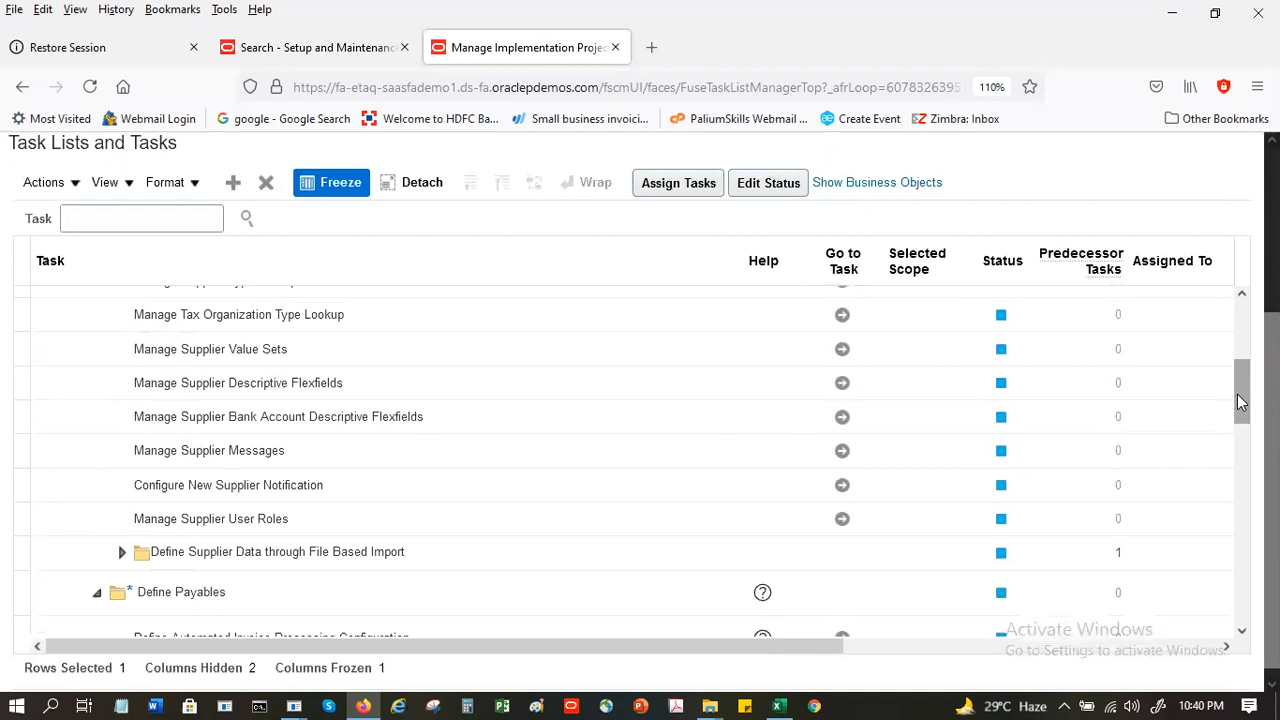 File Edit View History Bookmarks Tools Help
Restore Session × Search - Setup and Maintenanc × Manage Implementation Projec ×
https://fa-etaq-saasfademo1.ds-fa.oraclodemos.com/fscmUI/faces/FuseTaskListManagerTop?_afrLoop=6078326395 110%
Most Visited Webmail Login google - Google Search Welcome to HDFC Ba... Small business invoici... PaliumSkills Webmail ... Create Event Zimbra: Inbox Other Bookmarks
Task Lists and Tasks
Actions View Format Freeze Detach Wrap Assign Tasks Edit Status Show Business Objects
Task
Task Help Go to Task Selected Scope Status Predecessor Tasks Assigned To
Manage Tax Organization Type Lookup 0
Manage Supplier Value Sets 0
Manage Supplier Descriptive Flexfields 0
Manage Supplier Bank Account Descriptive Flexfields 0
Manage Supplier Messages 0
Configure New Supplier Notification 0
Manage Supplier User Roles 0
Define Supplier Data through File Based Import 1
* Define Payables 0
Define Automated Invoice Processing Configuration
Activate Windows
Go to Settings to activate Windows.
Rows Selected 1 Columns Hidden 2 Columns Frozen 1
29°C Haze 10:40 PM